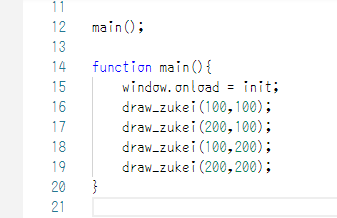 11
12 main();
13
14 function main(){
15 window.onload = init;
16 draw_zukei(100,100);
17 draw_zukei(200,100);
18 draw_zukei(100,200);
19 draw_zukei(200,200);
20 }
21